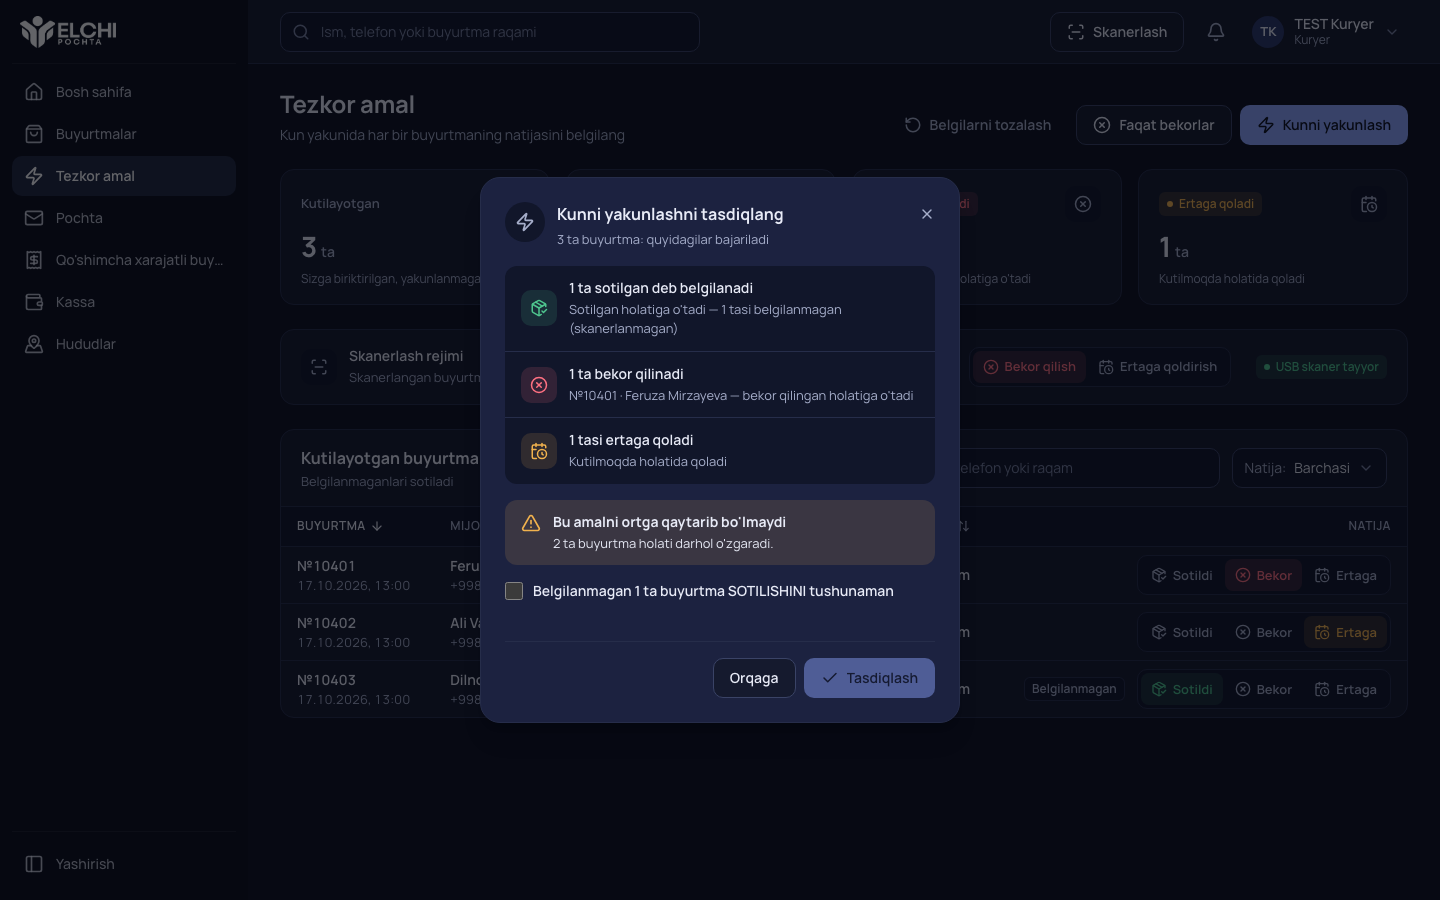 ELCHI
POCHTA
Ism, telefon yoki buyurtma raqami
Skanerlash
TK
TEST Kuryer
Kuryer
Bosh sahifa
Buyurtmalar
Tezkor amal
Pochta
Qo'shimcha xarajatli buy...
Kassa
Hududlar
Yashirish
Tezkor amal
Kun yakunida har bir buyurtmaning natijasini belgilang
Belgilarni tozalash
Faqat bekorlar
Kunni yakunlash
Kutilayotgan
3 ta
Sizga biriktirilgan, yakunlanmaga
Ertaga qoladi
1 ta
Kutilmoqda holatida qoladi
Skanerlash rejimi
Skanerlangan buyurtm
Bekor qilish
Ertaga qoldirish
USB skaner tayyor
Kutilayotgan buyurtma
Belgilanmaganlari sotiladi
elefon yoki raqam
Natija: Barchasi
BUYURTMA
MIJO
NATIJA
№10401
17.10.2026, 13:00
Feru
+998
Sotildi
Bekor
Ertaga
№10402
17.10.2026, 13:00
Ali Va
+998
Sotildi
Bekor
Ertaga
№10403
17.10.2026, 13:00
Dilno
+998
Belgilanmagan
Sotildi
Bekor
Ertaga
Kunni yakunlashni tasdiqlang
3 ta buyurtma: quyidagilar bajariladi
1 ta sotilgan deb belgilanadi
Sotilgan holatiga o'tadi — 1 tasi belgilanmagan
(skanerlanmagan)
1 ta bekor qilinadi
№10401 · Feruza Mirzayeva — bekor qilingan holatiga o'tadi
1 tasi ertaga qoladi
Kutilmoqda holatida qoladi
Bu amalni ortga qaytarib bo'lmaydi
2 ta buyurtma holati darhol o'zgaradi.
Belgilanmagan 1 ta buyurtma SOTILISHINI tushunaman
Orqaga
Tasdiqlash